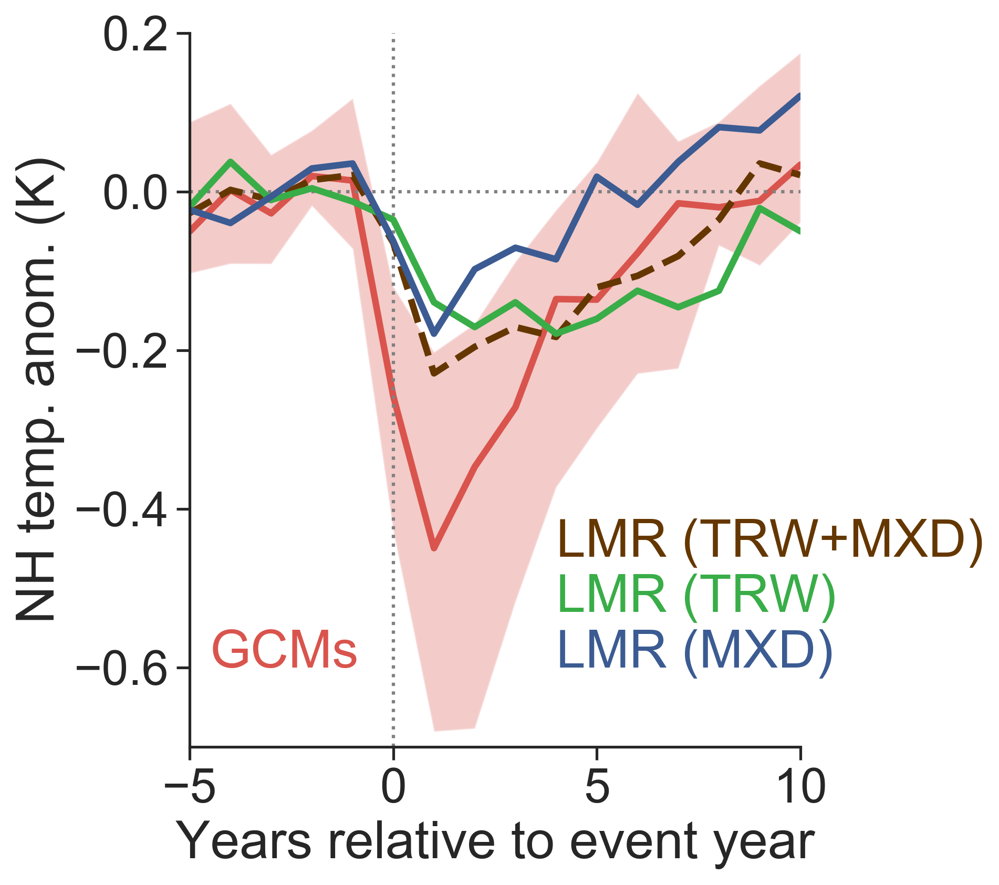 0.2
0.0
−0.2
−0.4
−0.6
NH temp. anom. (K)
LMR (TRW+MXD)
LMR (TRW)
GCMs
LMR (MXD)
−5 0 5 10
Years relative to event year